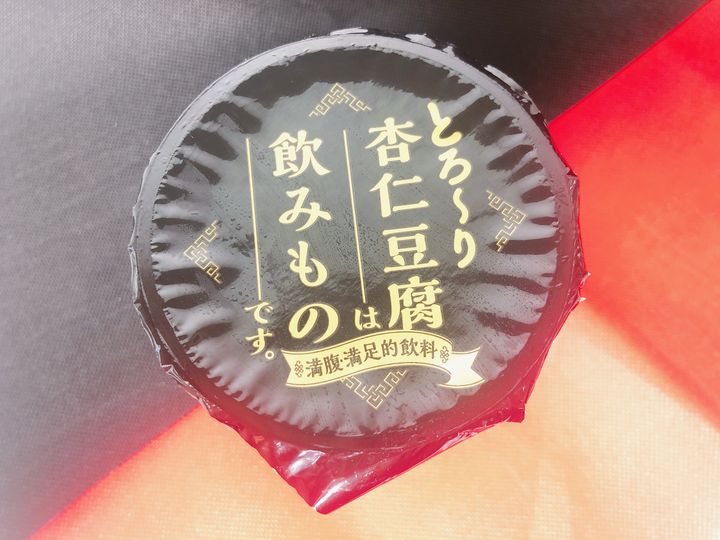 とろ〜り
杏仁豆腐は
飲みものです。
満腹・満足的飲料